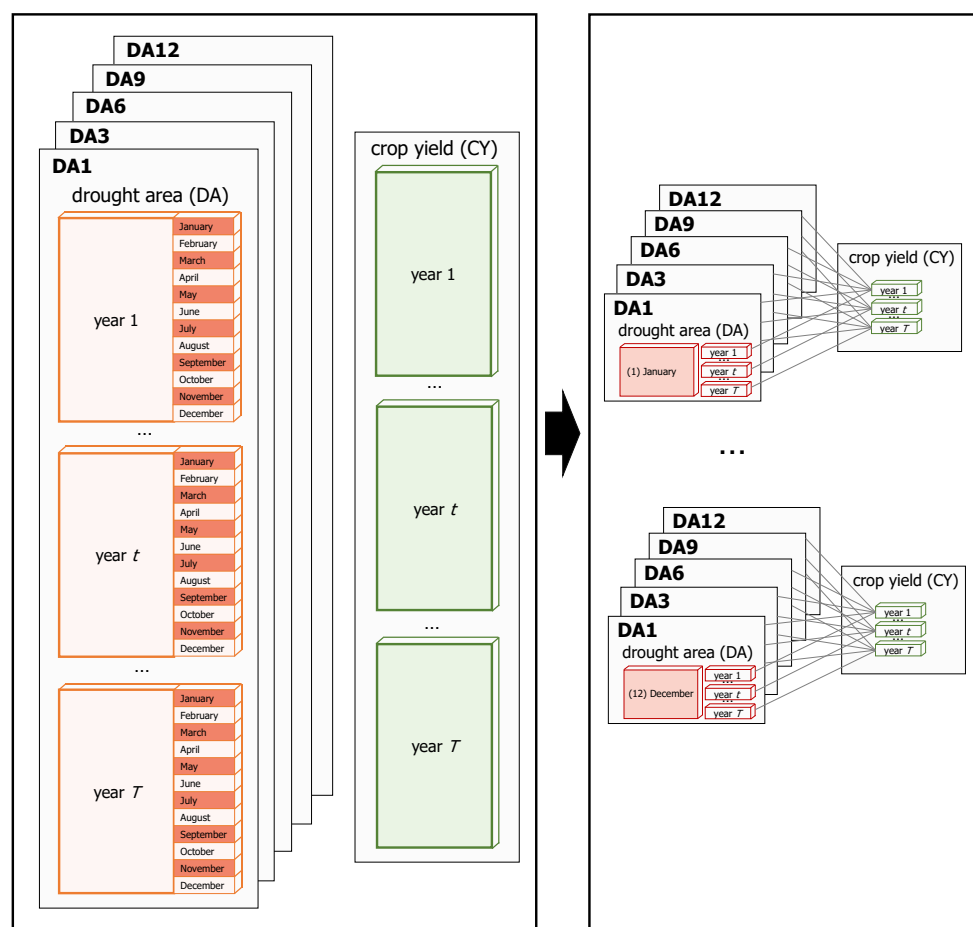 DA12
DA9
DA6
DA3
DA1
drought area (DA)
year 1
January
February
March
April
May
June
July
August
September
October
November
December
...
year t
January
February
March
April
May
June
July
August
September
October
November
December
...
year T
January
February
March
April
May
June
July
August
September
October
November
December
crop yield (CY)
year 1
...
year t
...
year T
DA12
DA9
DA6
DA3
DA1
drought area (DA)
(1) January
year 1
...
year t
...
year T
crop yield (CY)
year 1
...
year t
...
year T
...
DA12
DA9
DA6
DA3
DA1
drought area (DA)
(12) December
year 1
...
year t
...
year T
crop yield (CY)
year 1
...
year t
...
year T